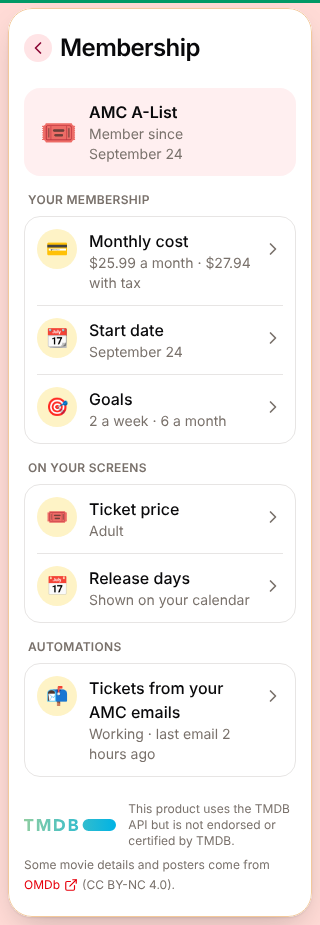 Membership
AMC A-List
Member since
September 24
YOUR MEMBERSHIP
Monthly cost
$25.99 a month · $27.94
with tax
Start date
September 24
Goals
2 a week · 6 a month
ON YOUR SCREENS
Ticket price
Adult
Release days
Shown on your calendar
AUTOMATIONS
Tickets from your
AMC emails
Working · last email 2
hours ago
TMDB
This product uses the TMDB
API but is not endorsed or
certified by TMDB.
Some movie details and posters come from
OMDb (CC BY-NC 4.0).